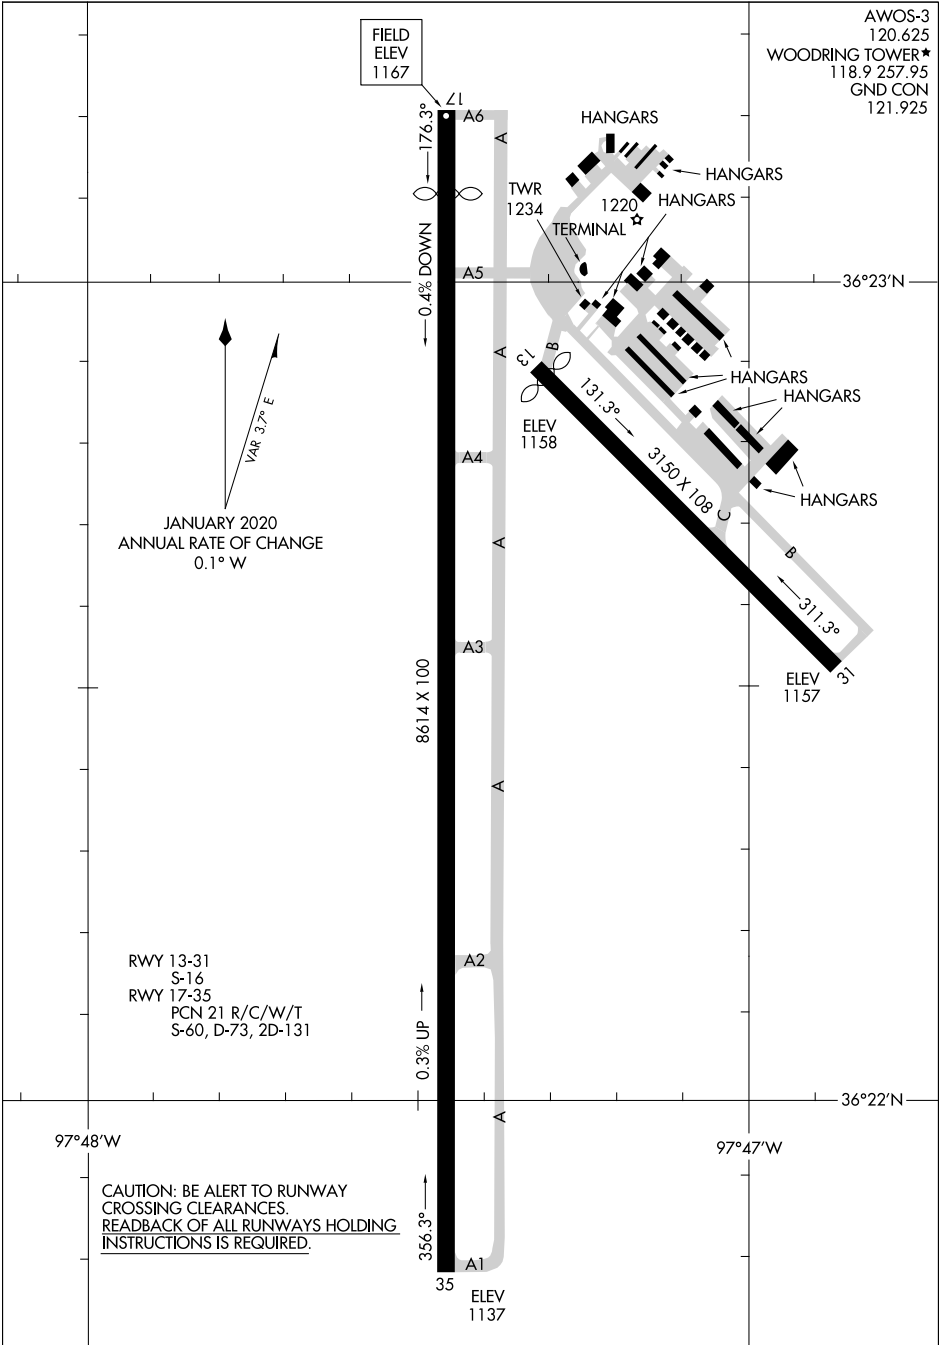 AWOS-3
120.625
WOODRING TOWER★
118.9 257.95
GND CON
121.925
FIELD
ELEV
1167
17
A6
176.3°
A
HANGARS
HANGARS
TWR
1234
1220
HANGARS
TERMINAL
0.4% DOWN
A5
36°23'N
A
B
13
HANGARS
HANGARS
131.3°
ELEV
1158
VAR 3.7° E
A4
3150 X 108
HANGARS
C
JANUARY 2020
ANNUAL RATE OF CHANGE
0.1° W
A
B
311.3°
A3
31
ELEV
1157
8614 X 100
A
RWY 13-31
S-16
RWY 17-35
PCN 21 R/C/W/T
S-60, D-73, 2D-131
A2
0.3% UP
36°22'N
A
97°48'W
97°47'W
CAUTION: BE ALERT TO RUNWAY
CROSSING CLEARANCES.
READBACK OF ALL RUNWAYS HOLDING
INSTRUCTIONS IS REQUIRED.
356.3°
A1
35
ELEV
1137